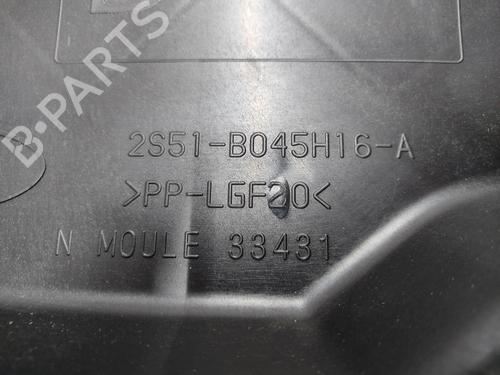 B-PARTS
2S51-B045H16-A
>PP-LGF20<
N MOULE 33431